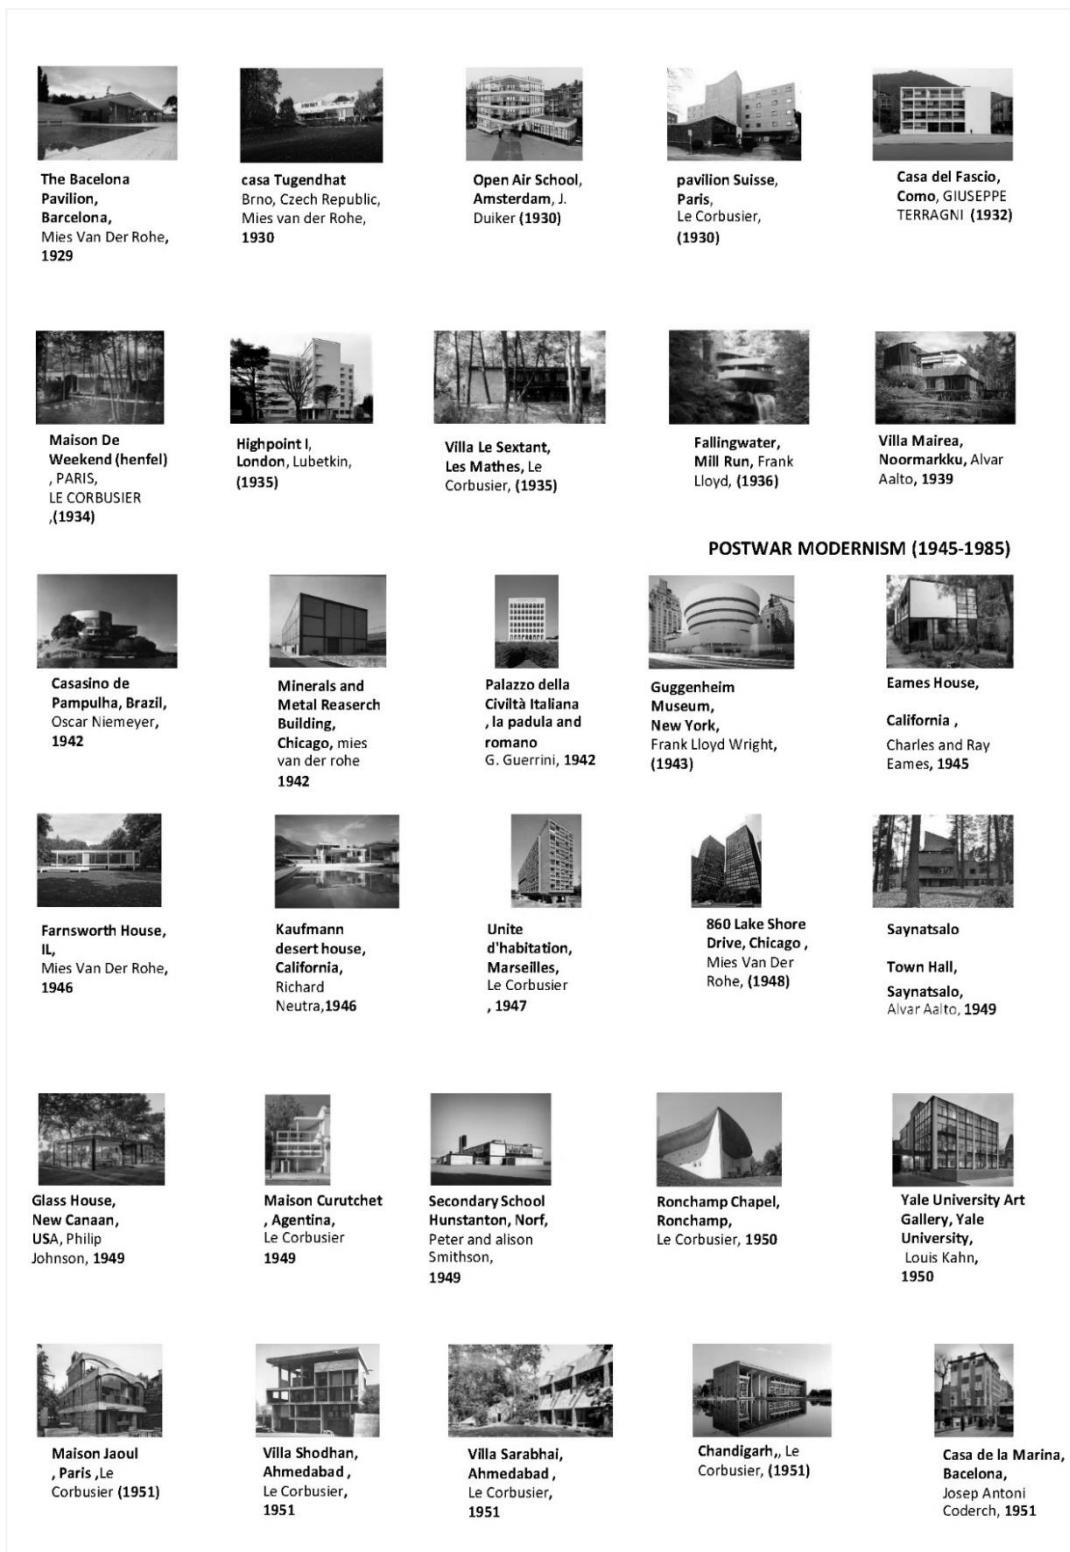 The Bacelona
Pavilion,
Barcelona,
Mies Van Der Rohe,
1929
casa Tugendhat
Brno, Czech Republic,
Mies van der Rohe,
1930
Open Air School,
Amsterdam, J.
Duiker (1930)
pavilion Suisse,
Paris,
Le Corbusier,
(1930)
Casa del Fascio,
Como, GIUSEPPE
TERRAGNI (1932)
Maison De
Weekend (henfel)
, PARIS,
LE CORBUSIER
,(1934)
Highpoint I,
London, Lubetkin,
(1935)
Villa Le Sextant,
Les Mathes, Le
Corbusier, (1935)
Fallingwater,
Mill Run, Frank
Lloyd, (1936)
Villa Mairea,
Noormarkku, Alvar
Aalto, 1939
POSTWAR MODERNISM (1945-1985)
Casasino de
Pampulha, Brazil,
Oscar Niemeyer,
1942
Minerals and
Metal Reaserch
Building,
Chicago, mies
van der rohe
1942
Palazzo della
Civiltà Italiana
, la padula and
romano
G. Guerrini, 1942
Guggenheim
Museum,
New York,
Frank Lloyd Wright,
(1943)
Eames House,
California ,
Charles and Ray
Eames, 1945
Farnsworth House,
IL,
Mies Van Der Rohe,
1946
Kaufmann
desert house,
California,
Richard
Neutra,1946
Unite
d'habitation,
Marseilles,
Le Corbusier
, 1947
860 Lake Shore
Drive, Chicago ,
Mies Van Der
Rohe, (1948)
Saynatsalo
Town Hall,
Saynatsalo,
Alvar Aalto, 1949
Glass House,
New Canaan,
USA, Philip
Johnson, 1949
Maison Curutchet
, Agentina,
Le Corbusier
1949
Secondary School
Hunstanton, Norf,
Peter and alison
Smithson,
1949
Ronchamp Chapel,
Ronchamp,
Le Corbusier, 1950
Yale University Art
Gallery, Yale
University,
Louis Kahn,
1950
Maison Jaoul
, Paris ,Le
Corbusier (1951)
Villa Shodhan,
Ahmedabad ,
Le Corbusier,
1951
Villa Sarabhai,
Ahmedabad ,
Le Corbusier,
1951
Chandigarh,, Le
Corbusier, (1951)
Casa de la Marina,
Bacelona,
Josep Antoni
Coderch, 1951